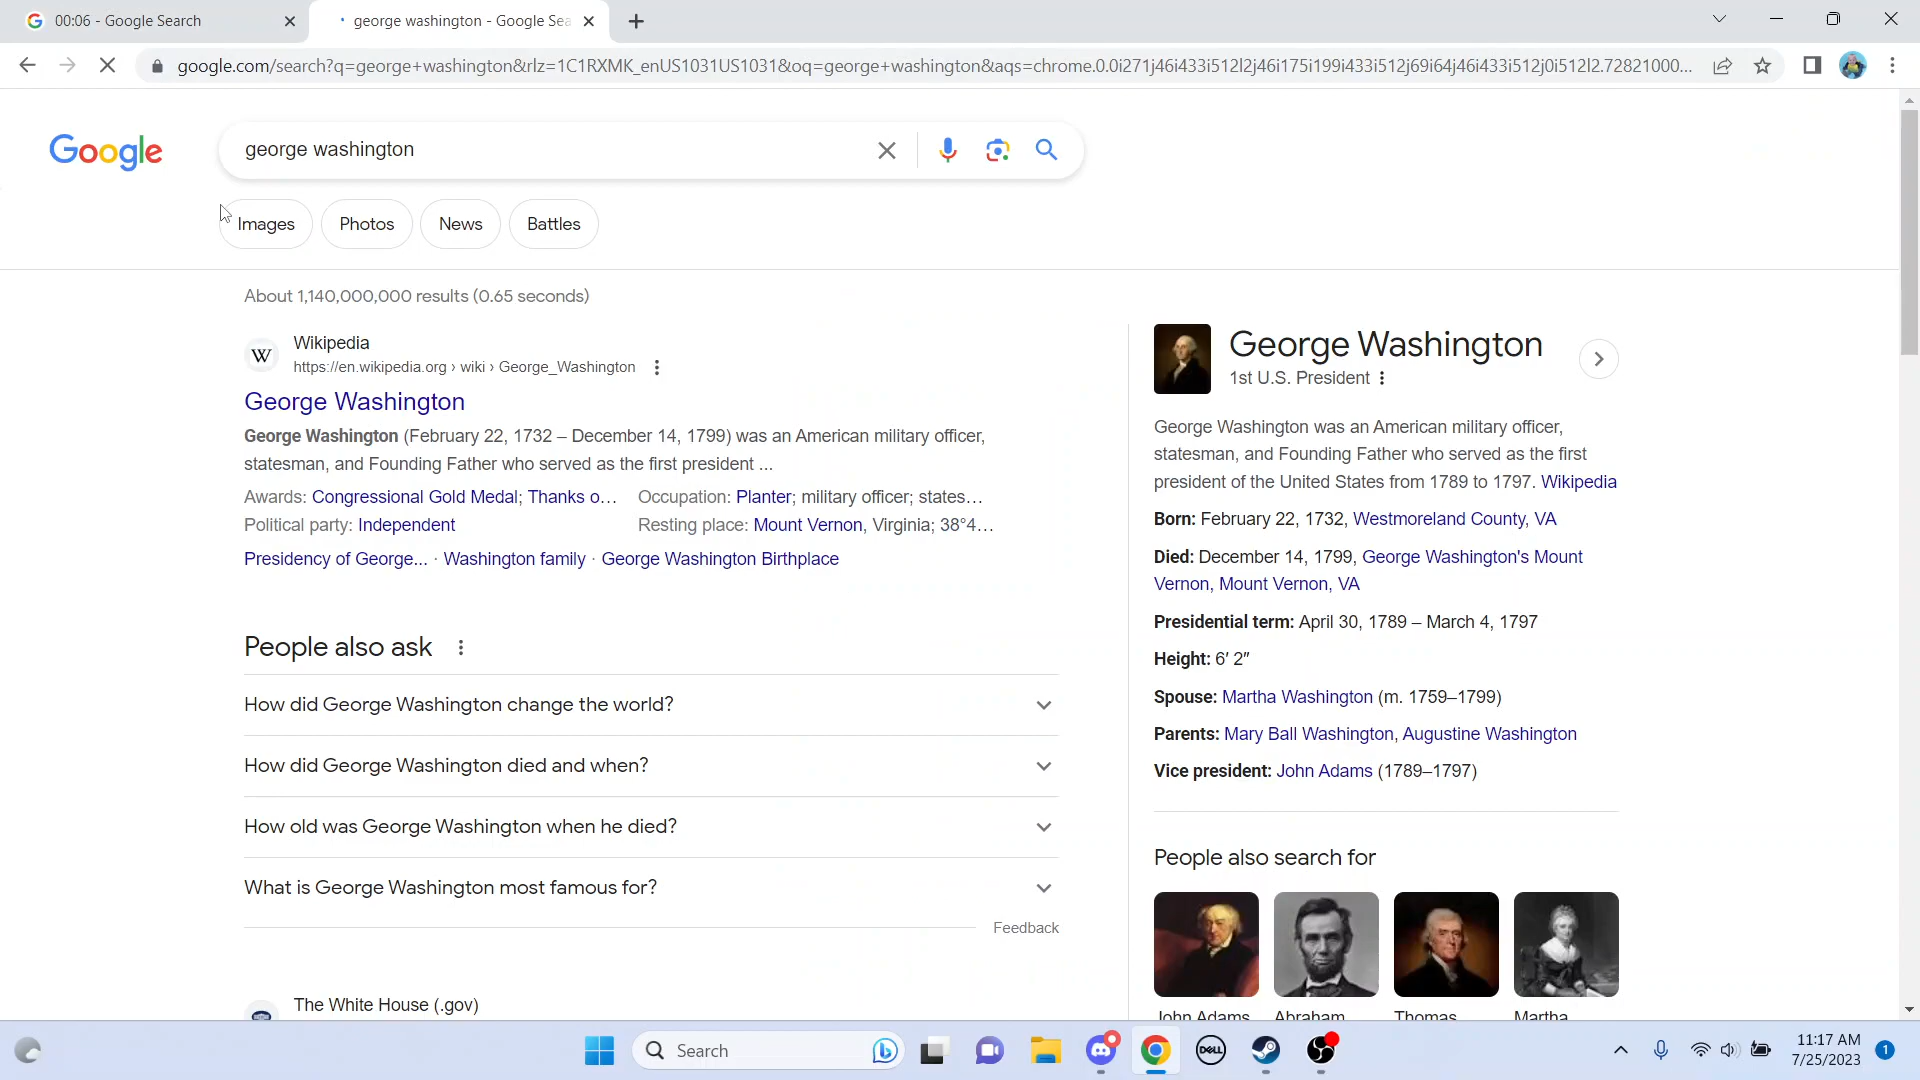 00:06 - Google Search
george washington - Google Sea
google.com/search?q=george+washington&rlz=1C1RXMK_enUS1031US1031&oq=george+washington&aqs=chrome.0.0i271j46i433i512l2j46i175i199i433i512j69i64j46i433i512j0i512l2.72821000...
Google
george washington
Images
Photos
News
Battles
About 1,140,000,000 results (0.65 seconds)
W
Wikipedia
https://en.wikipedia.org › wiki › George_Washington
George Washington
George Washington (February 22, 1732 – December 14, 1799) was an American military officer,
statesman, and Founding Father who served as the first president ...
Awards: Congressional Gold Medal; Thanks o... Occupation: Planter; military officer; states...
Political party: Independent Resting place: Mount Vernon, Virginia; 38°4...
Presidency of George... · Washington family · George Washington Birthplace
People also ask
How did George Washington change the world?
How did George Washington died and when?
How old was George Washington when he died?
What is George Washington most famous for?
Feedback
The White House (.gov)
George Washington
1st U.S. President
George Washington was an American military officer,
statesman, and Founding Father who served as the first
president of the United States from 1789 to 1797. Wikipedia
Born: February 22, 1732, Westmoreland County, VA
Died: December 14, 1799, George Washington's Mount
Vernon, Mount Vernon, VA
Presidential term: April 30, 1789 – March 4, 1797
Height: 6′ 2″
Spouse: Martha Washington (m. 1759–1799)
Parents: Mary Ball Washington, Augustine Washington
Vice president: John Adams (1789–1797)
People also search for
John Adams
Abraham
Thomas
Martha
Search
DELL
11:17 AM
7/25/2023
1